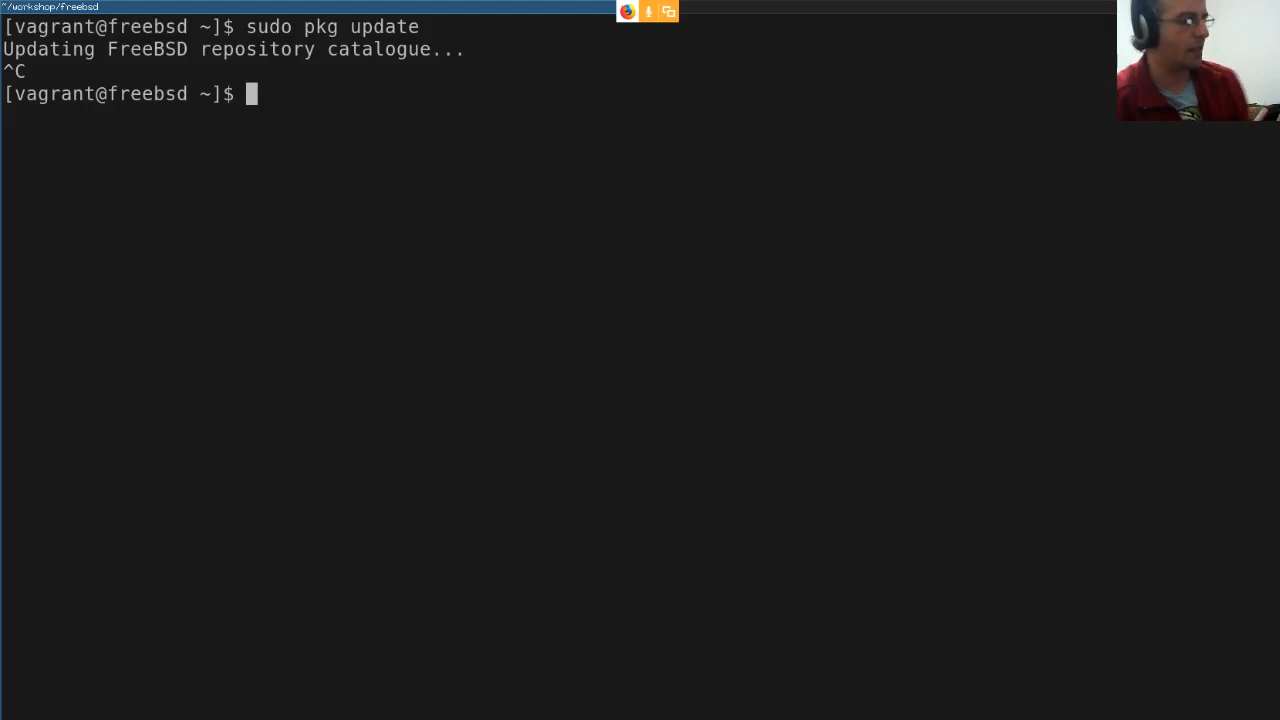 ~/workshop/freebsd
[vagrant@freebsd ~]$ sudo pkg update
Updating FreeBSD repository catalogue...
^C
[vagrant@freebsd ~]$